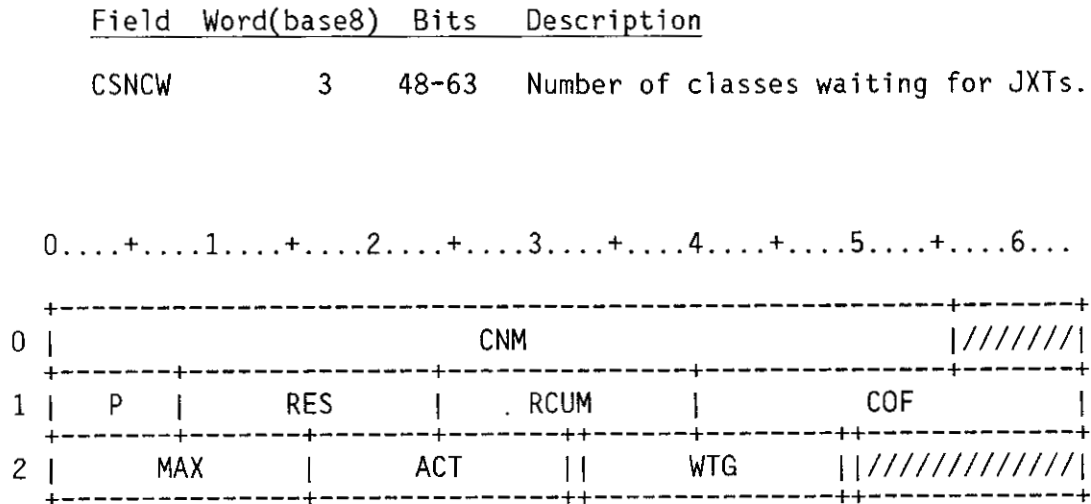 Field Word(base8) Bits Description
CSNCW 3 48-63 Number of classes waiting for JXTs.
0....+....1....+....2....+....3....+....4....+....5....+....6...
+--------------------------------------------------------+-------+
0 | CNM |///////|
+-------+---------------+---------------+---------------+-------+
1 | P | RES | . RCUM | COF |
+-------+-------+-------+-------++------+--------++-------------+
2 | MAX | ACT || WTG ||/////////////|
+---------------+---------------++---------------++-------------+